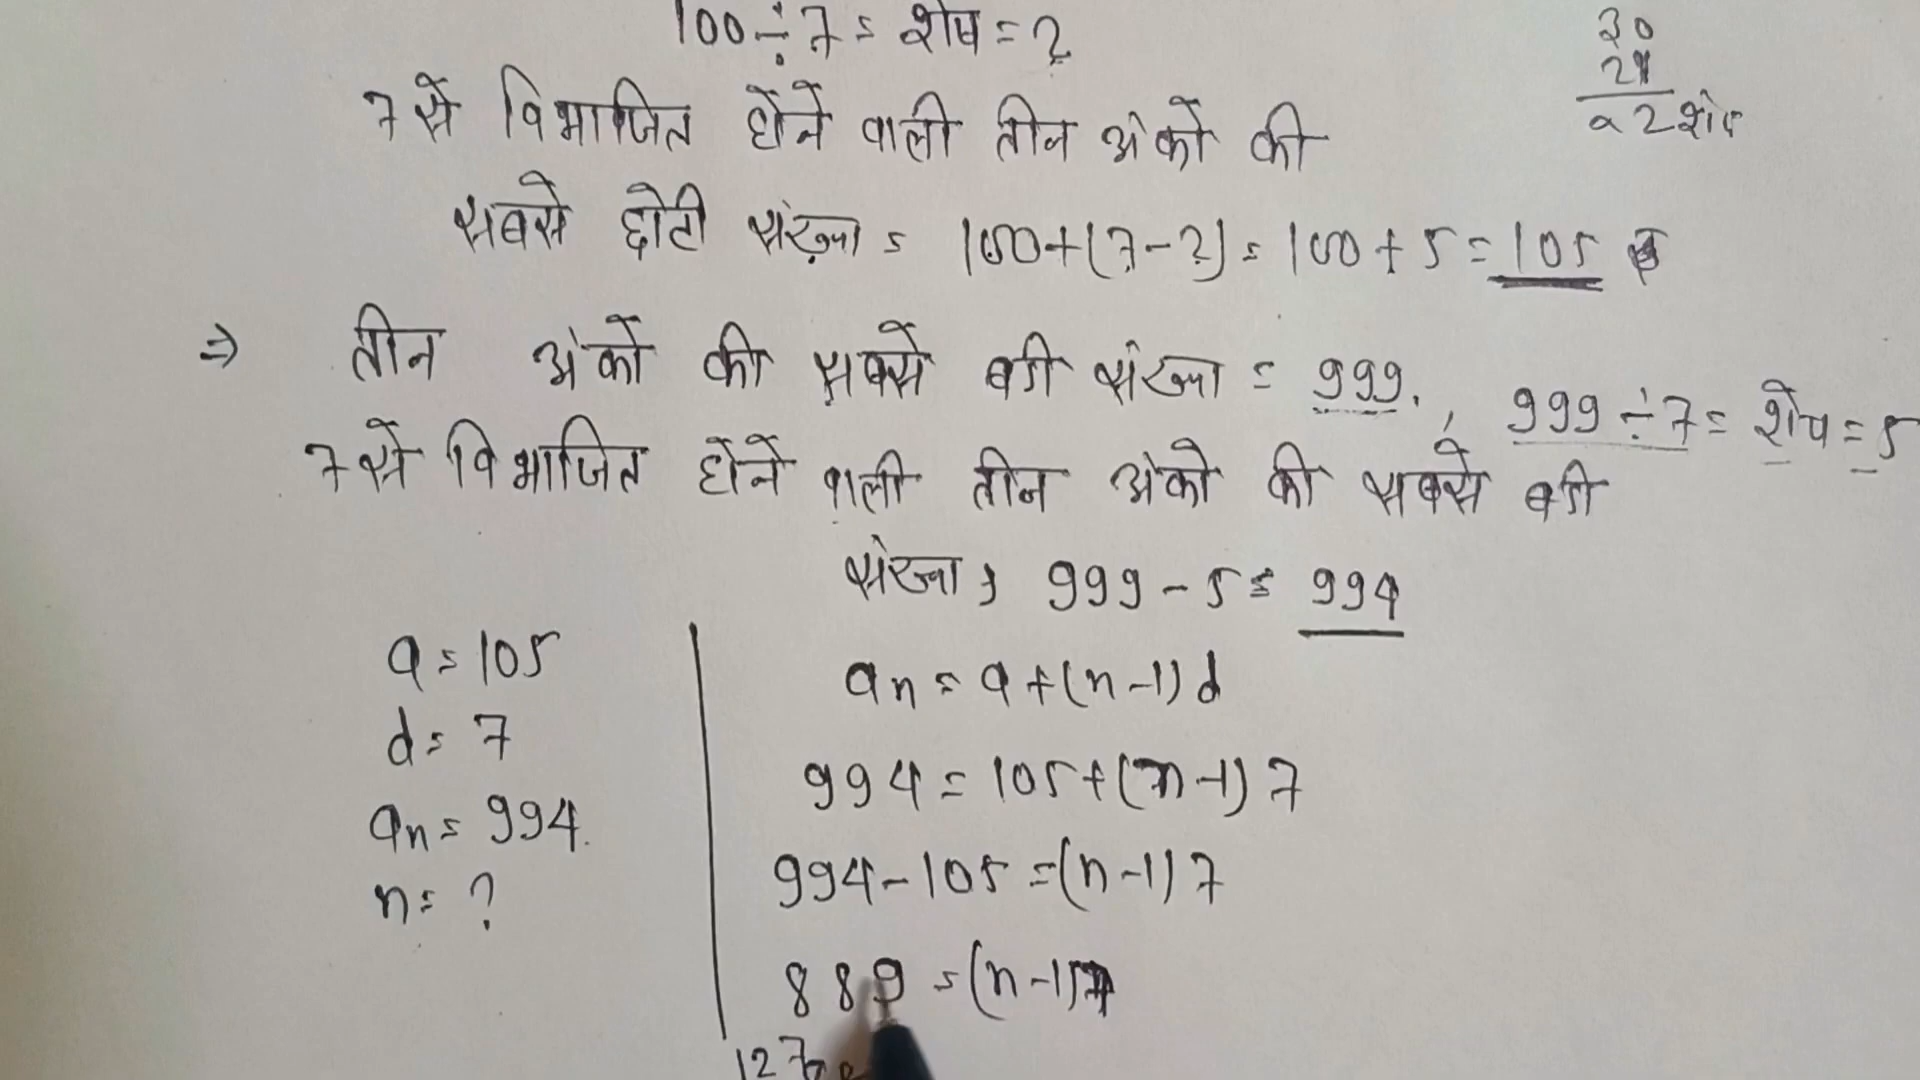 100÷7= शेष=2
30
21
2 शेष
7 से विभाजित होने वाली तीन अंको की
सबसे छोटी संख्या = 100+(7-2)= 100+5=105
⇒ तीन अंको की सबसे बडी संख्या = 999, 999÷7= शेष=5
7 से विभाजित होने वाली तीन अंको की सबसे बडी
संख्या, 999-5= 994
a=105
d=7
an=994.
n=?
an=a+(n-1)d
994=105+(n-1)7
994-105=(n-1)7
889=(n-1)7
127